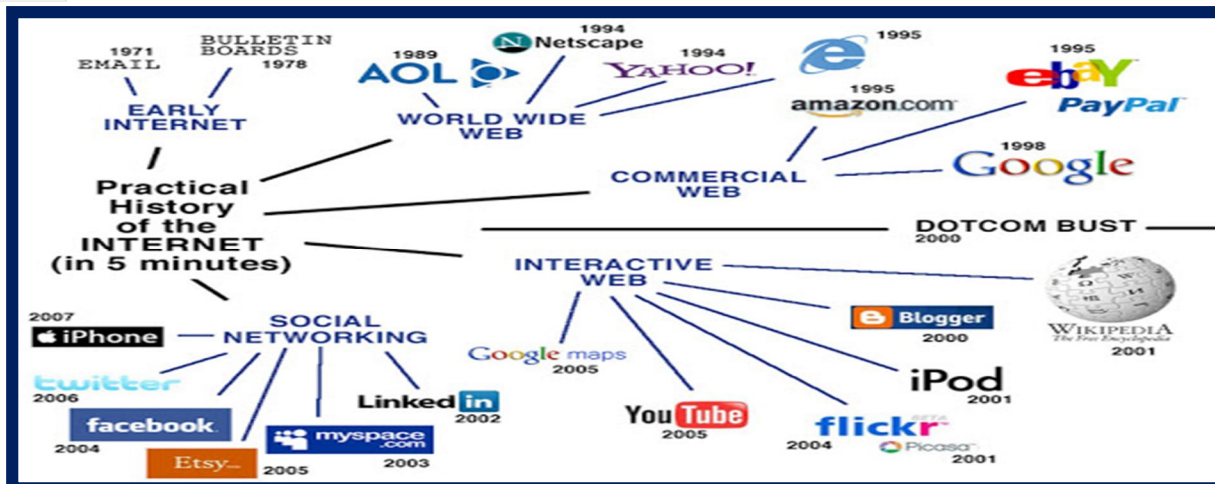 1971
EMAIL
BULLETIN
BOARDS
1978
EARLY
INTERNET
1989
AOL
1994
Netscape
1994
YAHOO!
1995
WORLD WIDE
WEB
1995
amazon.com
1995
ebaY
PayPal
1998
Google
COMMERCIAL
WEB
Practical
History
of the
INTERNET
(in 5 minutes)
DOTCOM BUST
2000
INTERACTIVE
WEB
WIKIPEDIA
The Free Encyclopedia
2001
Blogger
2000
iPod
2001
flickr
BETA
2004
Picasa
2001
You Tube
2005
Google maps
2005
SOCIAL
NETWORKING
2007
iPhone
twitter
2006
facebook
2004
Etsy
2005
myspace
.com
2003
Linked in
2002